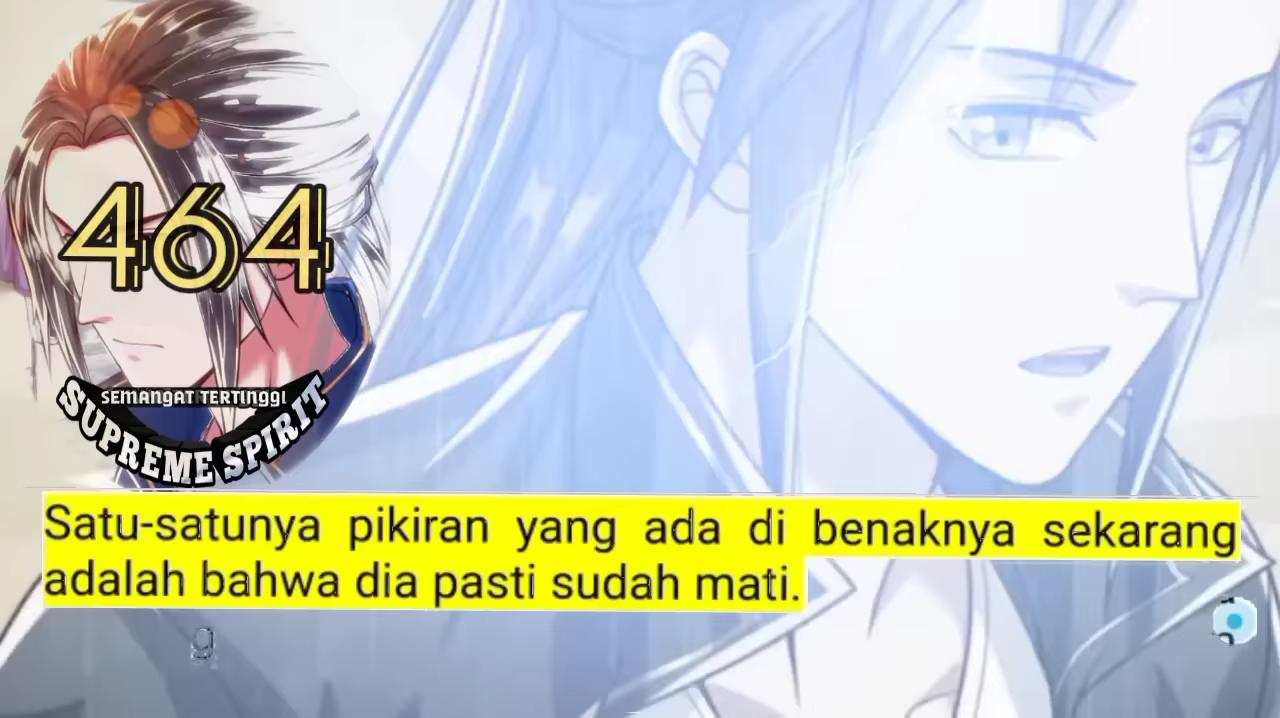 464
SEMANGAT TERTINGGI
SUPREME SPIRIT
Satu-satunya pikiran yang ada di benaknya sekarang
adalah bahwa dia pasti sudah mati.
g